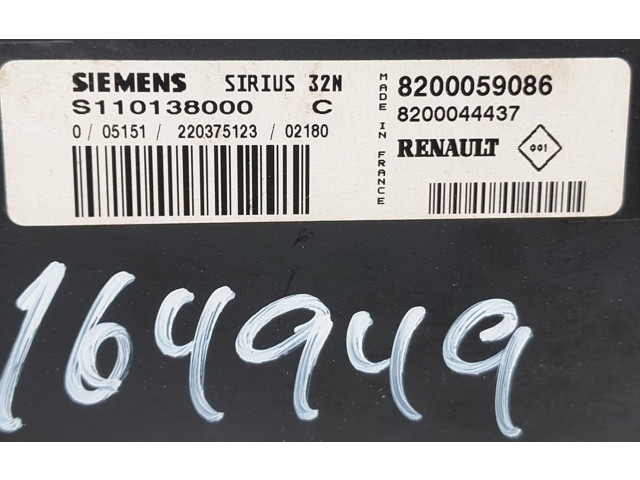 SIEMENS SIRIUS 32N
S110138000 C
0 / 05151 / 220375123 / 02180
MADE IN FRANCE
8200059086
8200044437
RENAULT 001
164949